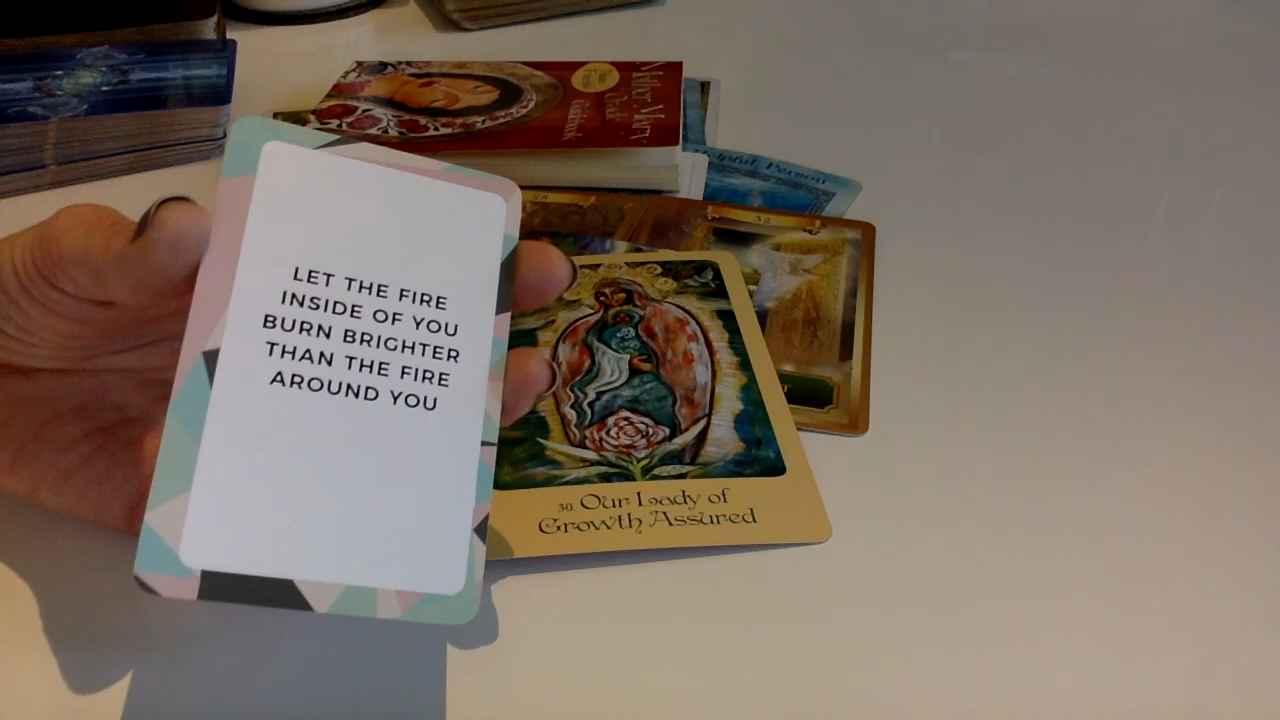 LET THE FIRE
INSIDE OF YOU
BURN BRIGHTER
THAN THE FIRE
AROUND YOU
30. Our Lady of
Growth Assured
Mother Mary
Oracle
Guidebook
Helpful Person
28
32